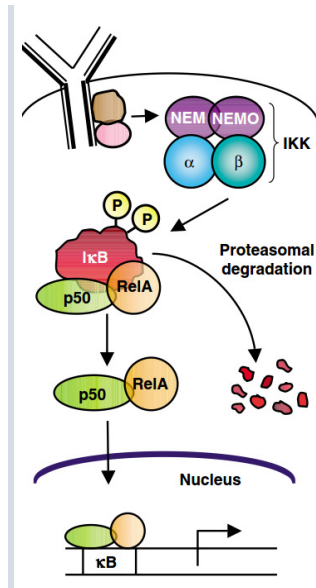 NEM NEMO
IKK
α β
P
P
IκB
Proteasomal
degradation
p50 RelA
p50 RelA
Nucleus
κB